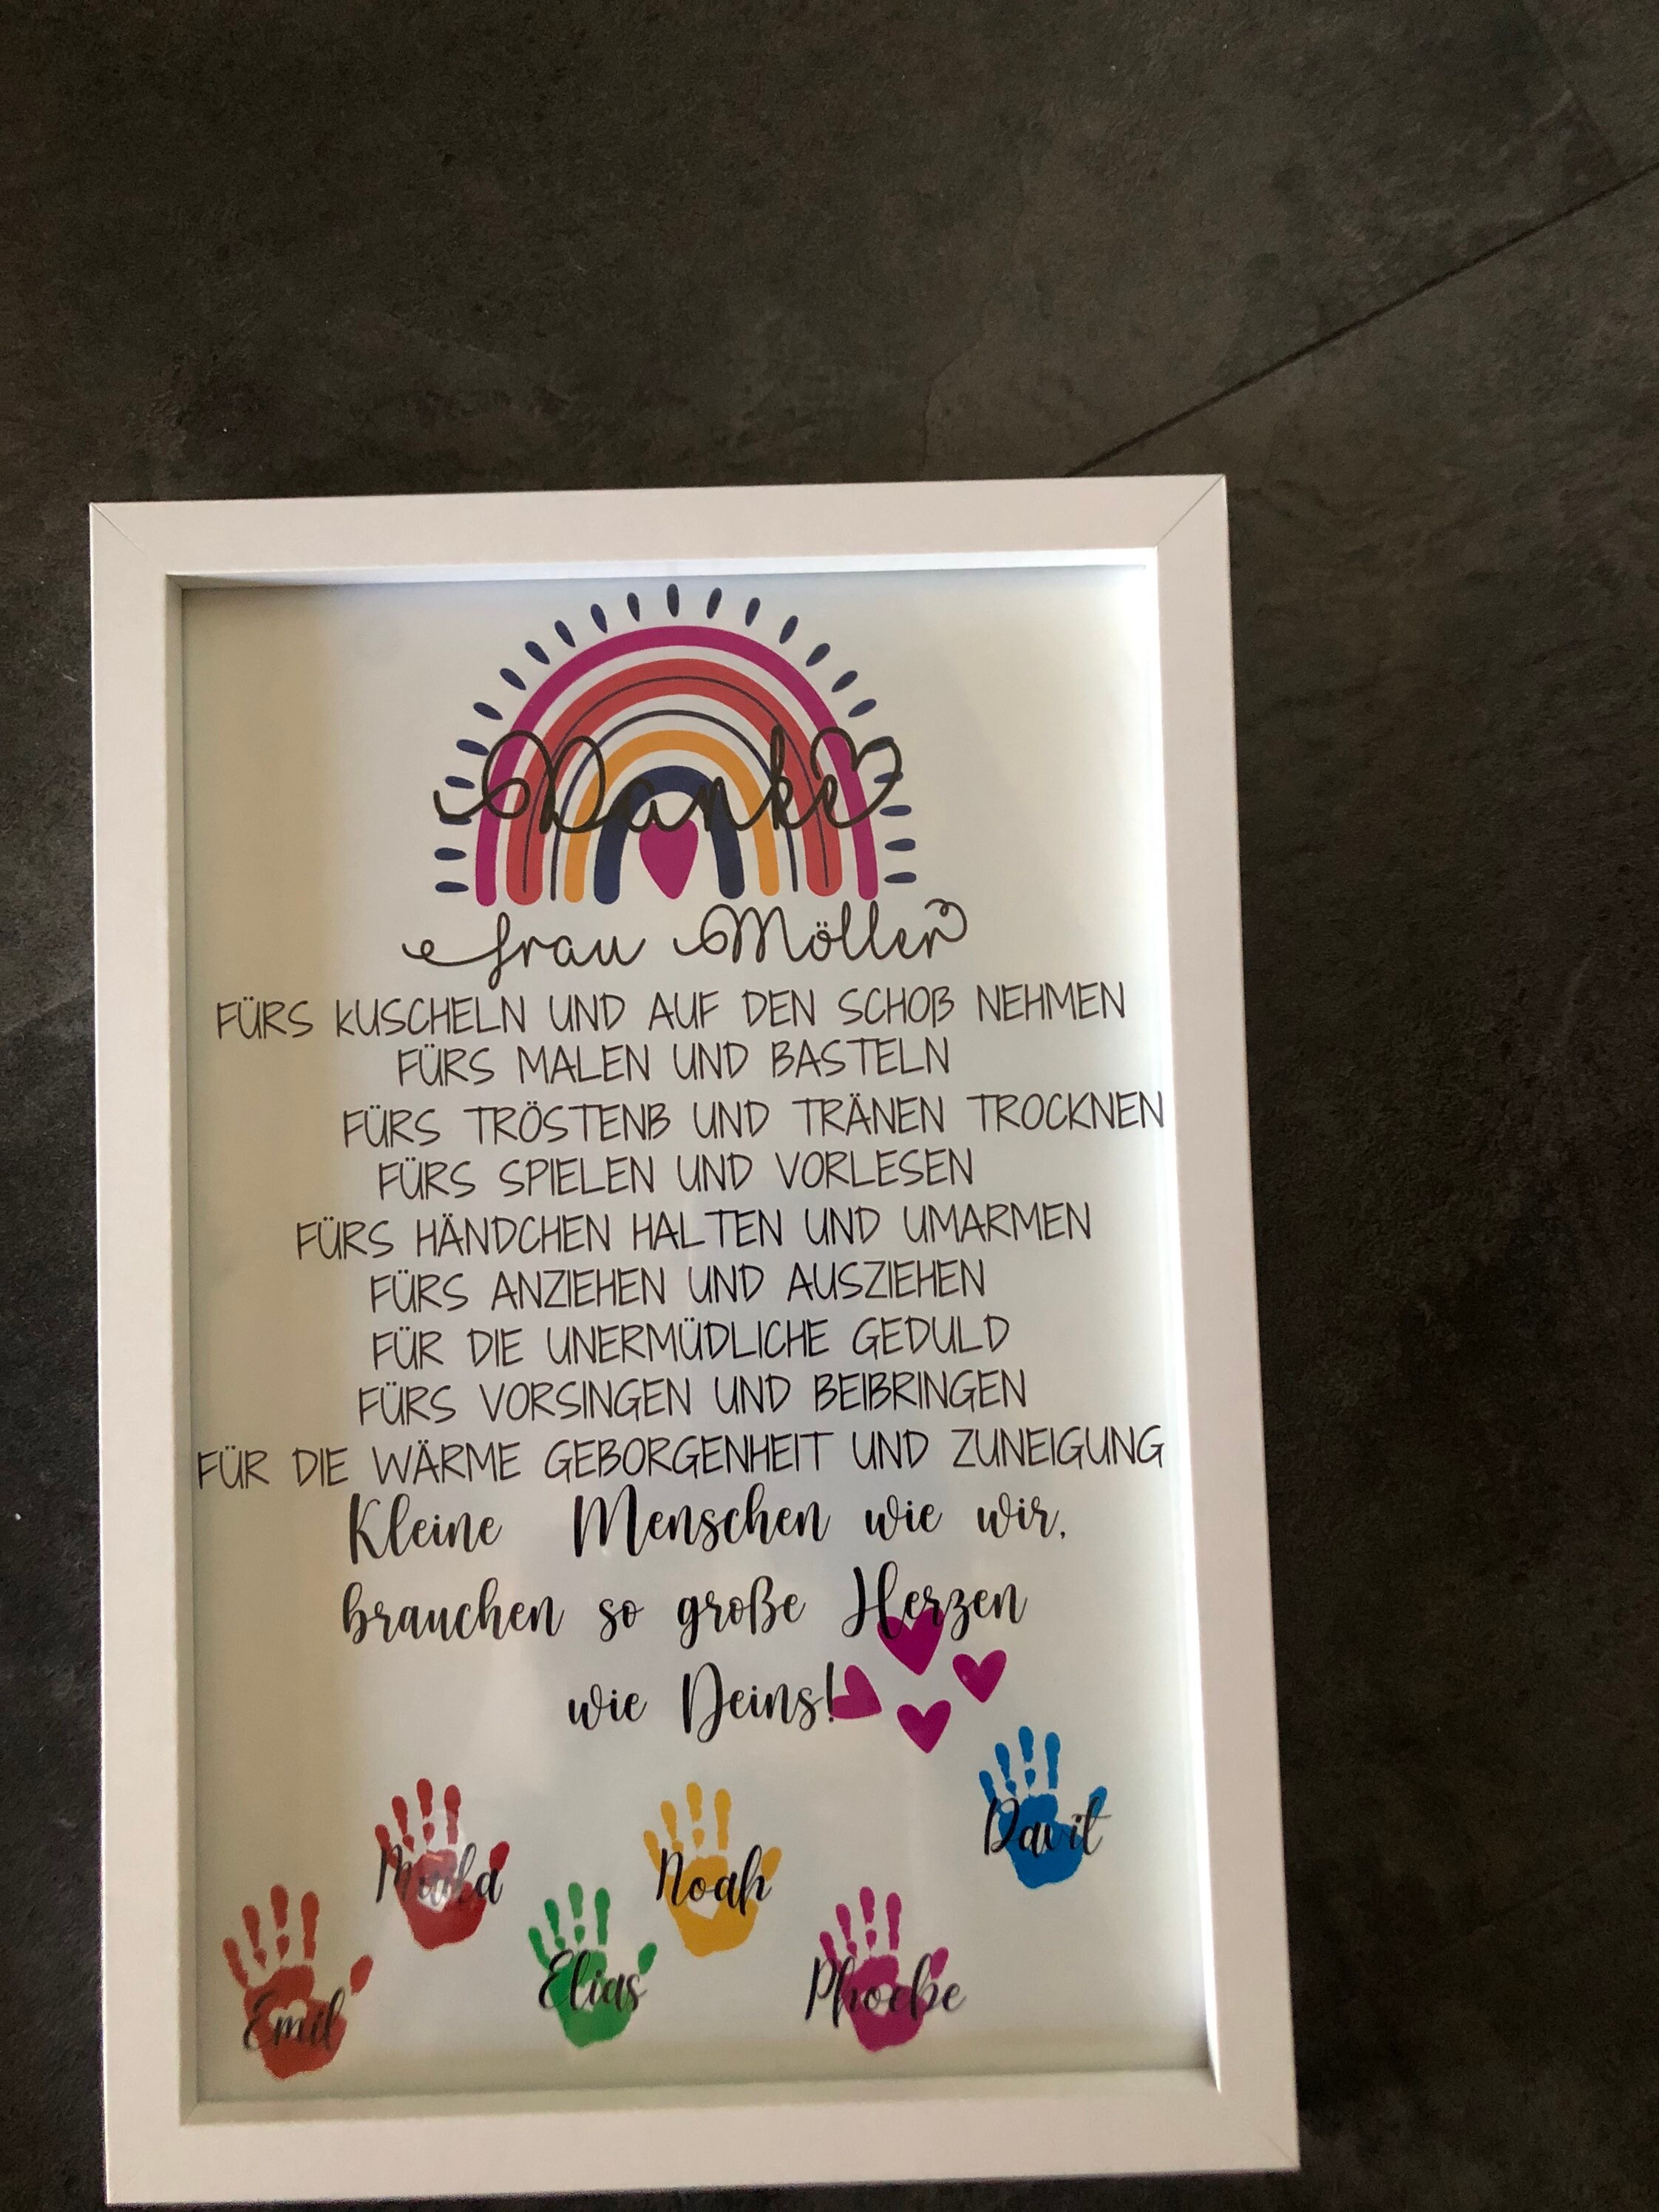 Danke
Frau Möller
FÜRS KUSCHELN UND AUF DEN SCHOß NEHMEN
FÜRS MALEN UND BASTELN
FÜRS TRÖSTENB UND TRÄNEN TROCKNEN
FÜRS SPIELEN UND VORLESEN
FÜRS HÄNDCHEN HALTEN UND UMARMEN
FÜRS ANZIEHEN UND AUSZIEHEN
FÜR DIE UNERMÜDLICHE GEDULD
FÜRS VORSINGEN UND BEIBRINGEN
FÜR DIE WÄRME GEBORGENHEIT UND ZUNEIGUNG
Kleine Menschen wie wir,
brauchen so große Herzen
wie Deins!
Davit
Noah
Elias
Phoebe
Emil